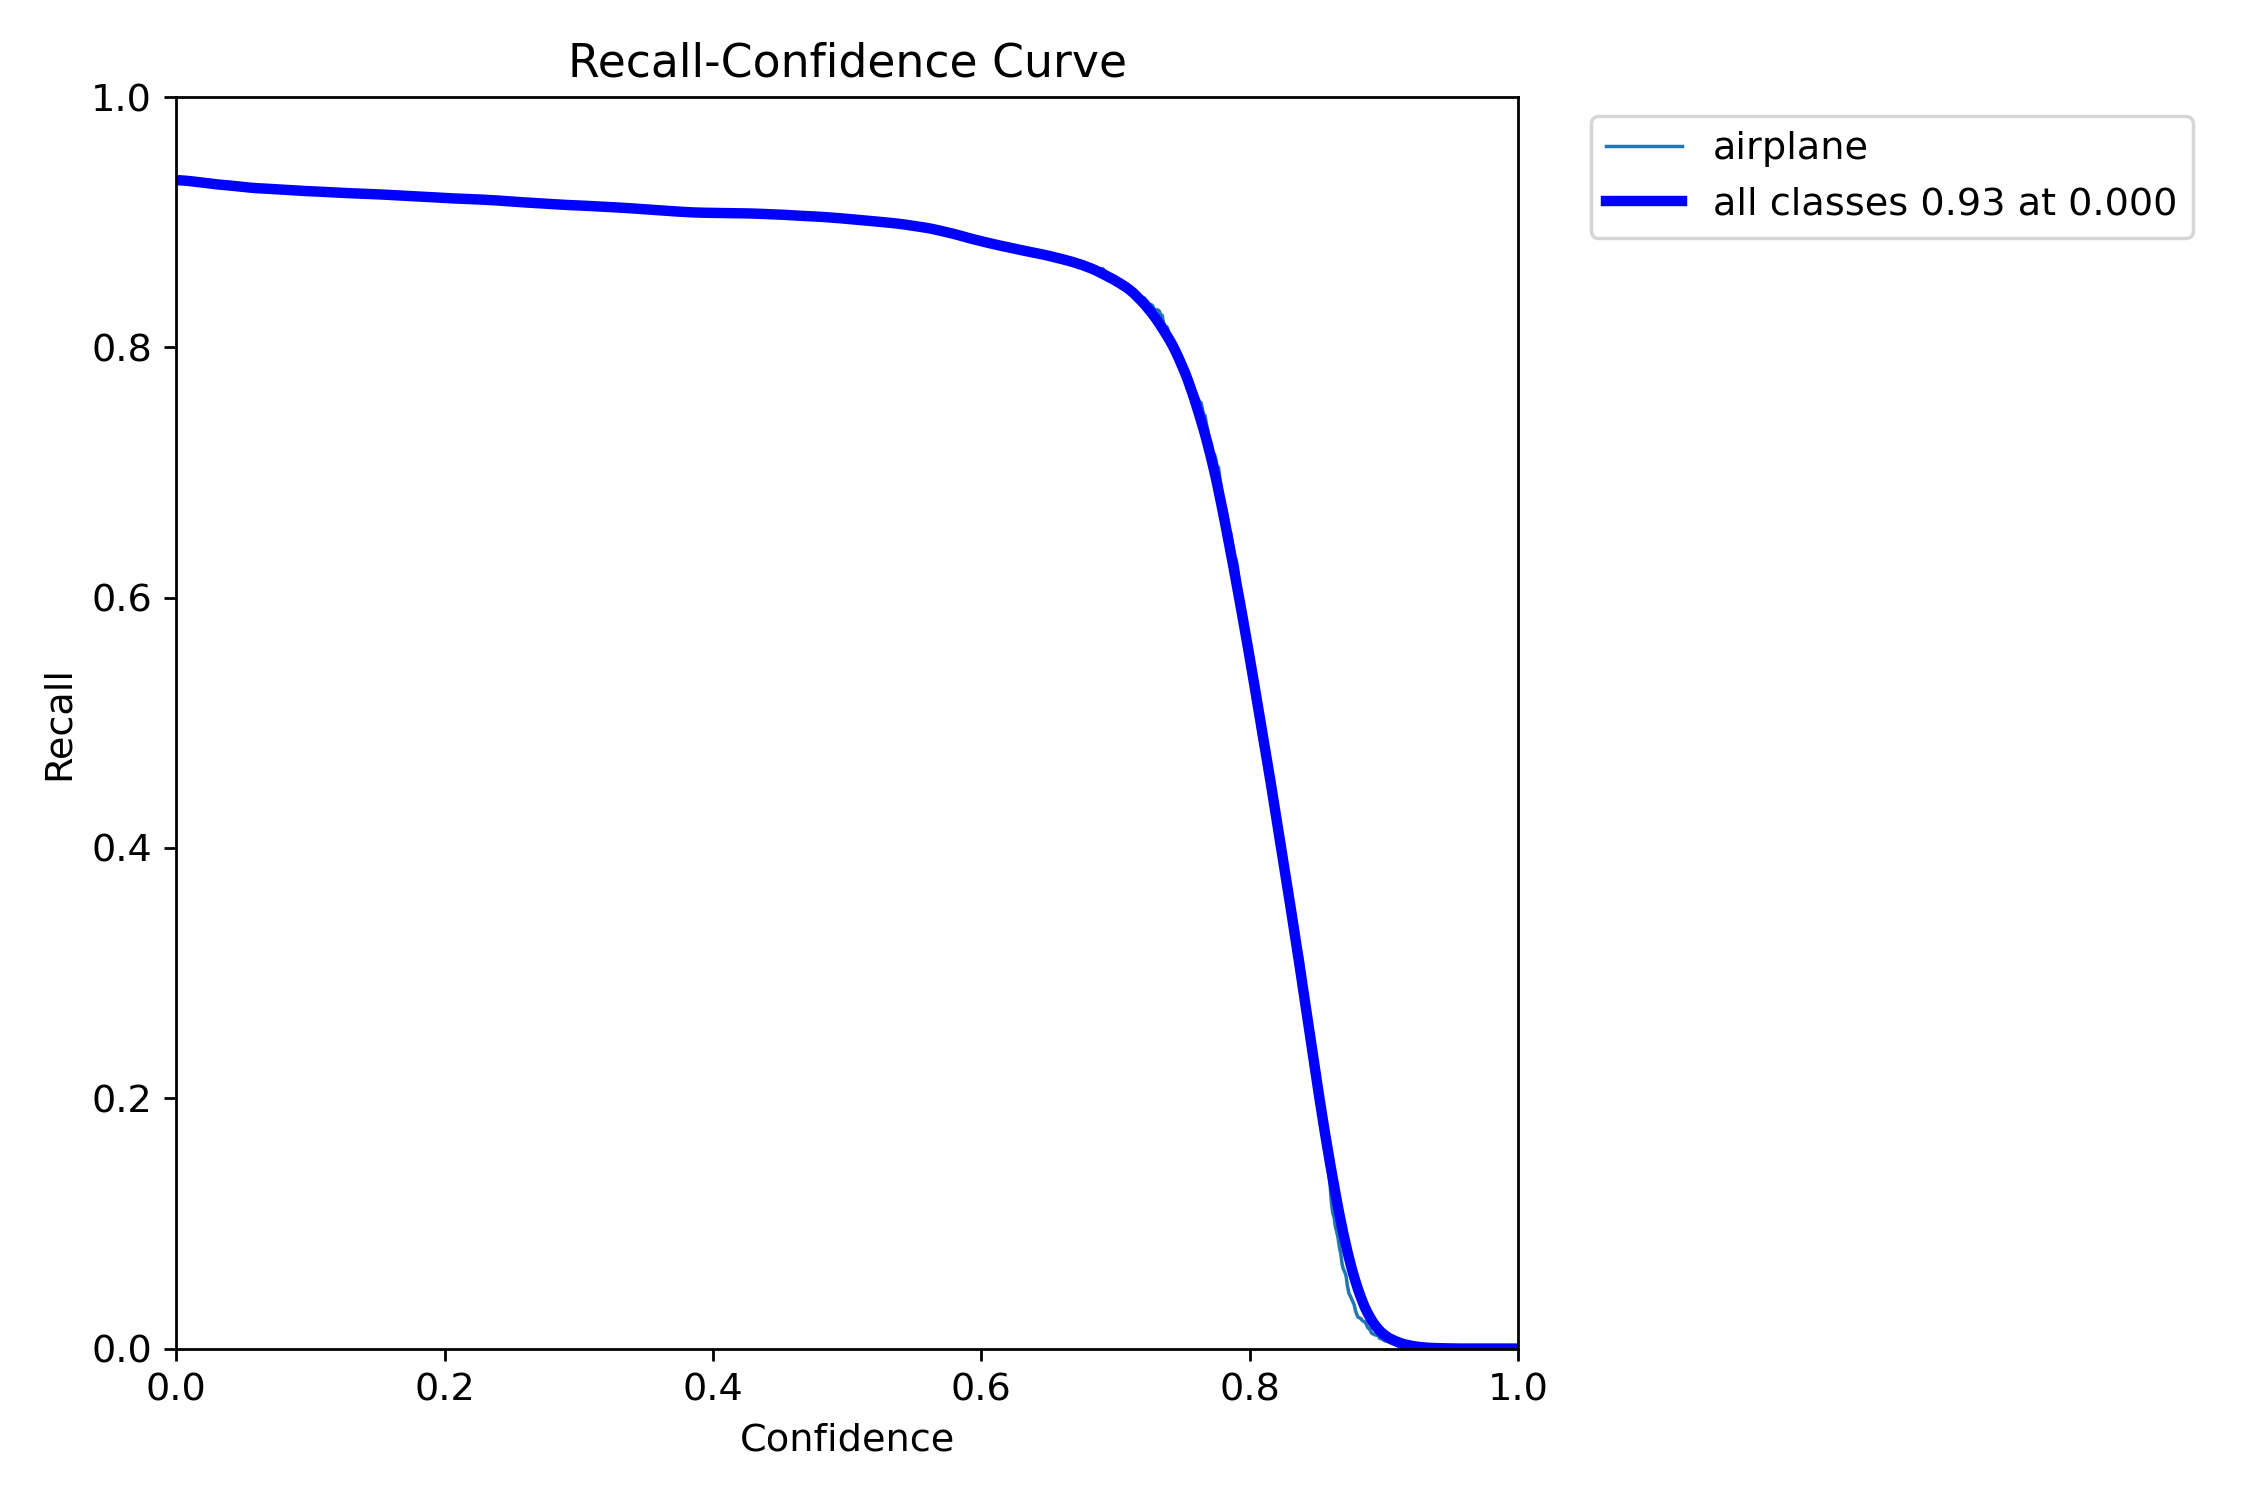 Recall-Confidence Curve
airplane
all classes 0.93 at 0.000
1.0
0.8
0.6
0.4
0.2
0.0
Recall
0.0 0.2 0.4 0.6 0.8 1.0
Confidence